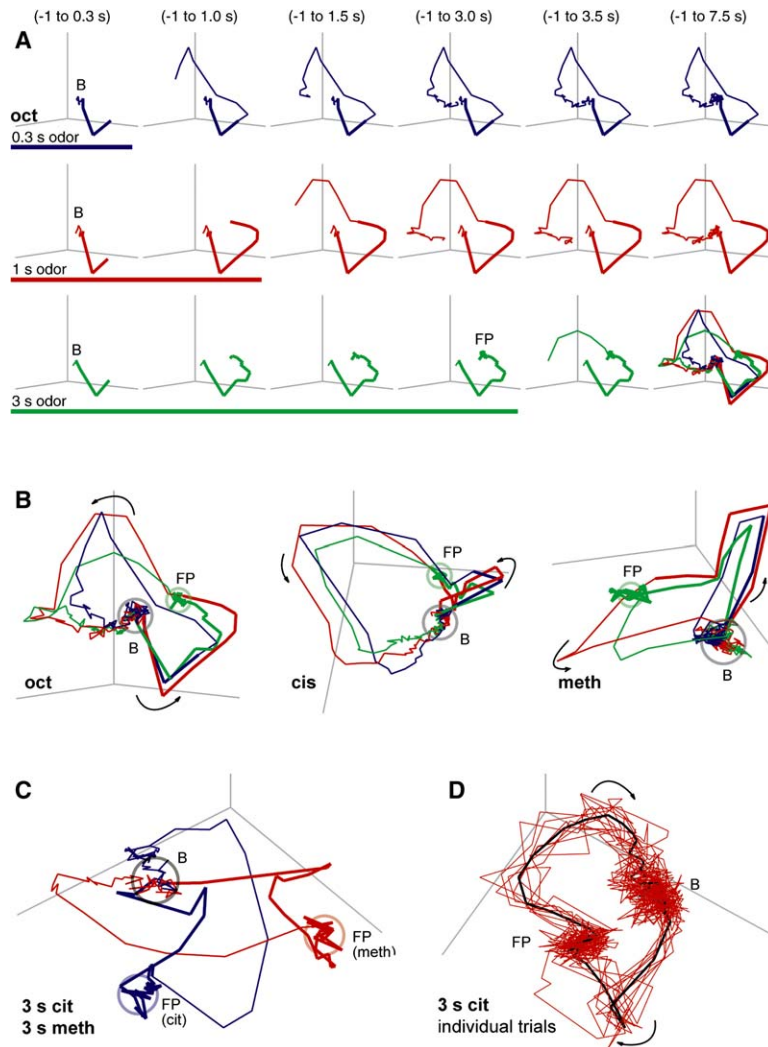 (-1 to 0.3 s) (-1 to 1.0 s) (-1 to 1.5 s) (-1 to 3.0 s) (-1 to 3.5 s) (-1 to 7.5 s)
A
B
oct
0.3 s odor
B
1 s odor
B
FP
3 s odor
B
FP
B
oct
FP
B
cis
FP
B
meth
C
B
FP
(meth)
FP
(cit)
3 s cit
3 s meth
D
B
FP
3 s cit
individual trials